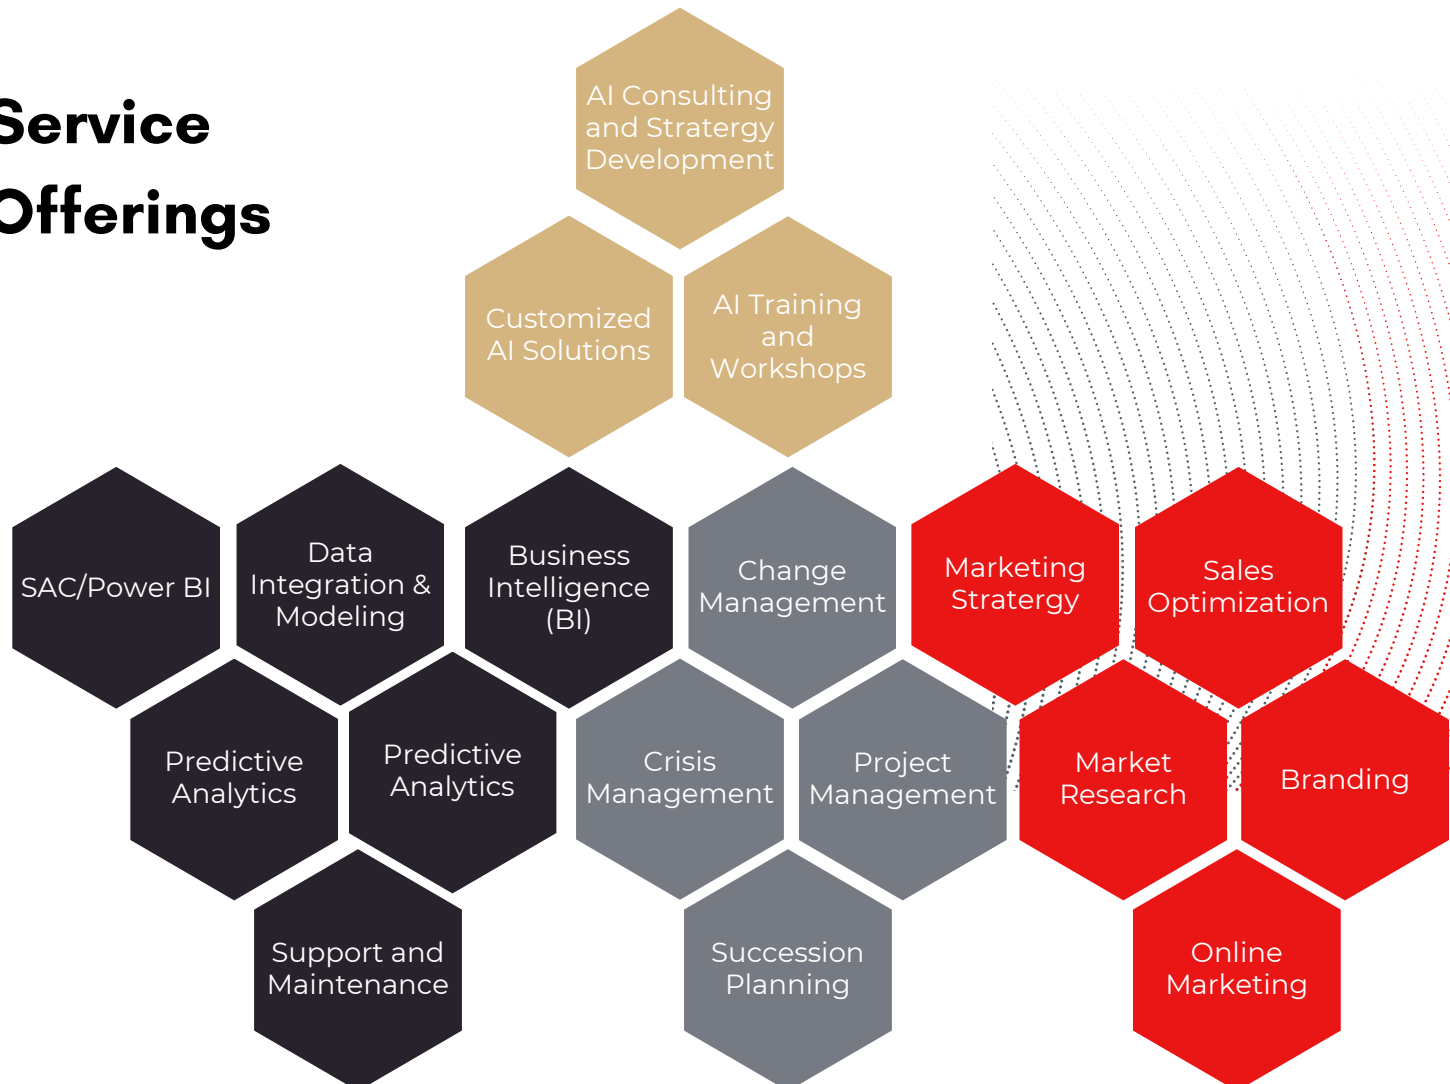 Service
Offerings
AI Consulting
and Stratergy
Development
Customized
AI Solutions
AI Training
and
Workshops
SAC/Power BI
Data
Integration &
Modeling
Business
Intelligence
(BI)
Change
Management
Marketing
Stratergy
Sales
Optimization
Predictive
Analytics
Predictive
Analytics
Crisis
Management
Project
Management
Market
Research
Branding
Support and
Maintenance
Succession
Planning
Online
Marketing